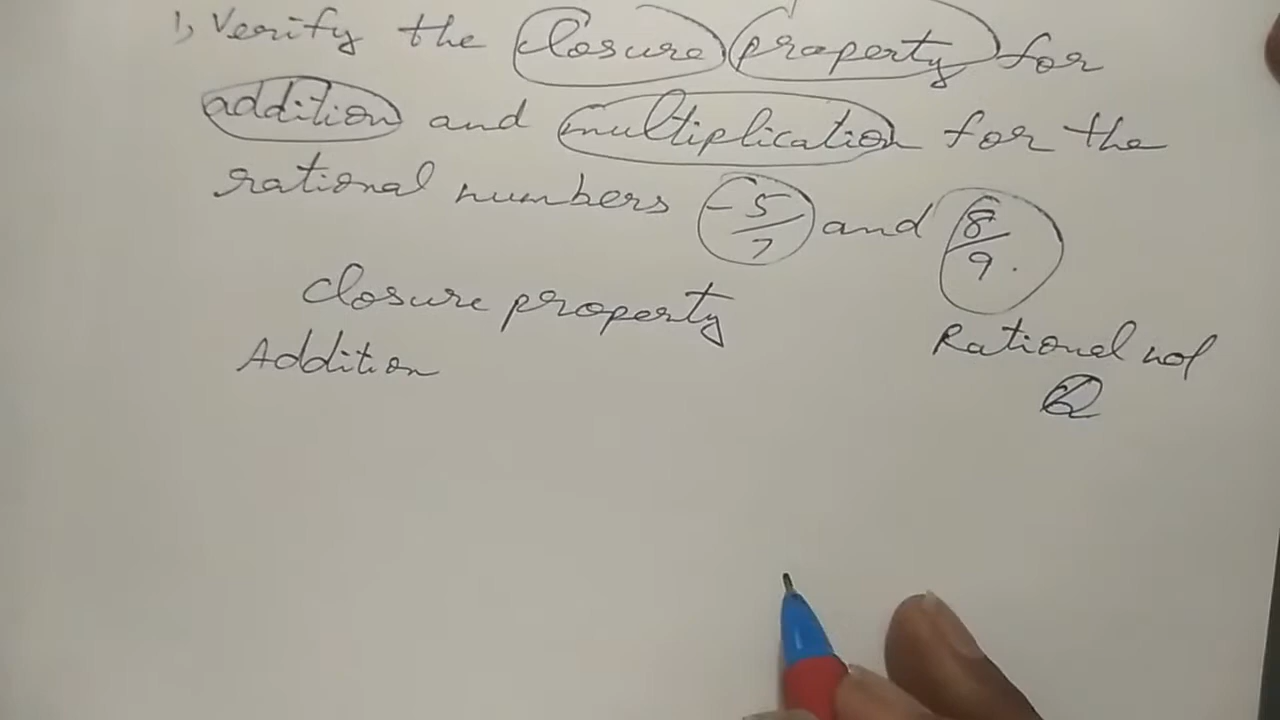 1, Verify the closure property for
addition and multiplication for the
rational numbers -5/7 and 8/9.
closure property
Addition
Rational no/
Q